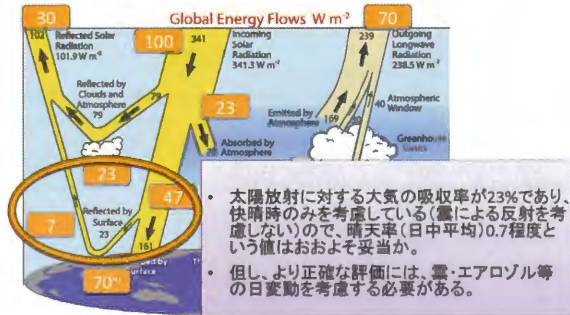 30
Global Energy Flows W m⁻²
70
102
Reflected Solar
Radiation
101.9 W m⁻²
100
341
Incoming
Solar
Radiation
341.3 W m⁻²
239
Outgoing
Longwave
Radiation
238.5 W m⁻²
Reflected by
Clouds and
Atmosphere
79
79
23
Absorbed by
Atmosphere
Emitted by
Atmosphere
169
40
Atmospheric
Window
Greenhouse
Gases
23
47
7
Reflected by
Surface
23
161
70
・ 太陽放射に対する大気の吸収率が23%であり、
快晴時のみを考慮している(雲による反射を考
慮しない)ので、晴天率(日中平均)0.7程度と
いう値はおおよそ妥当か。
・ 但し、より正確な評価には、雲・エアロゾル等
の日変動を考慮する必要がある。